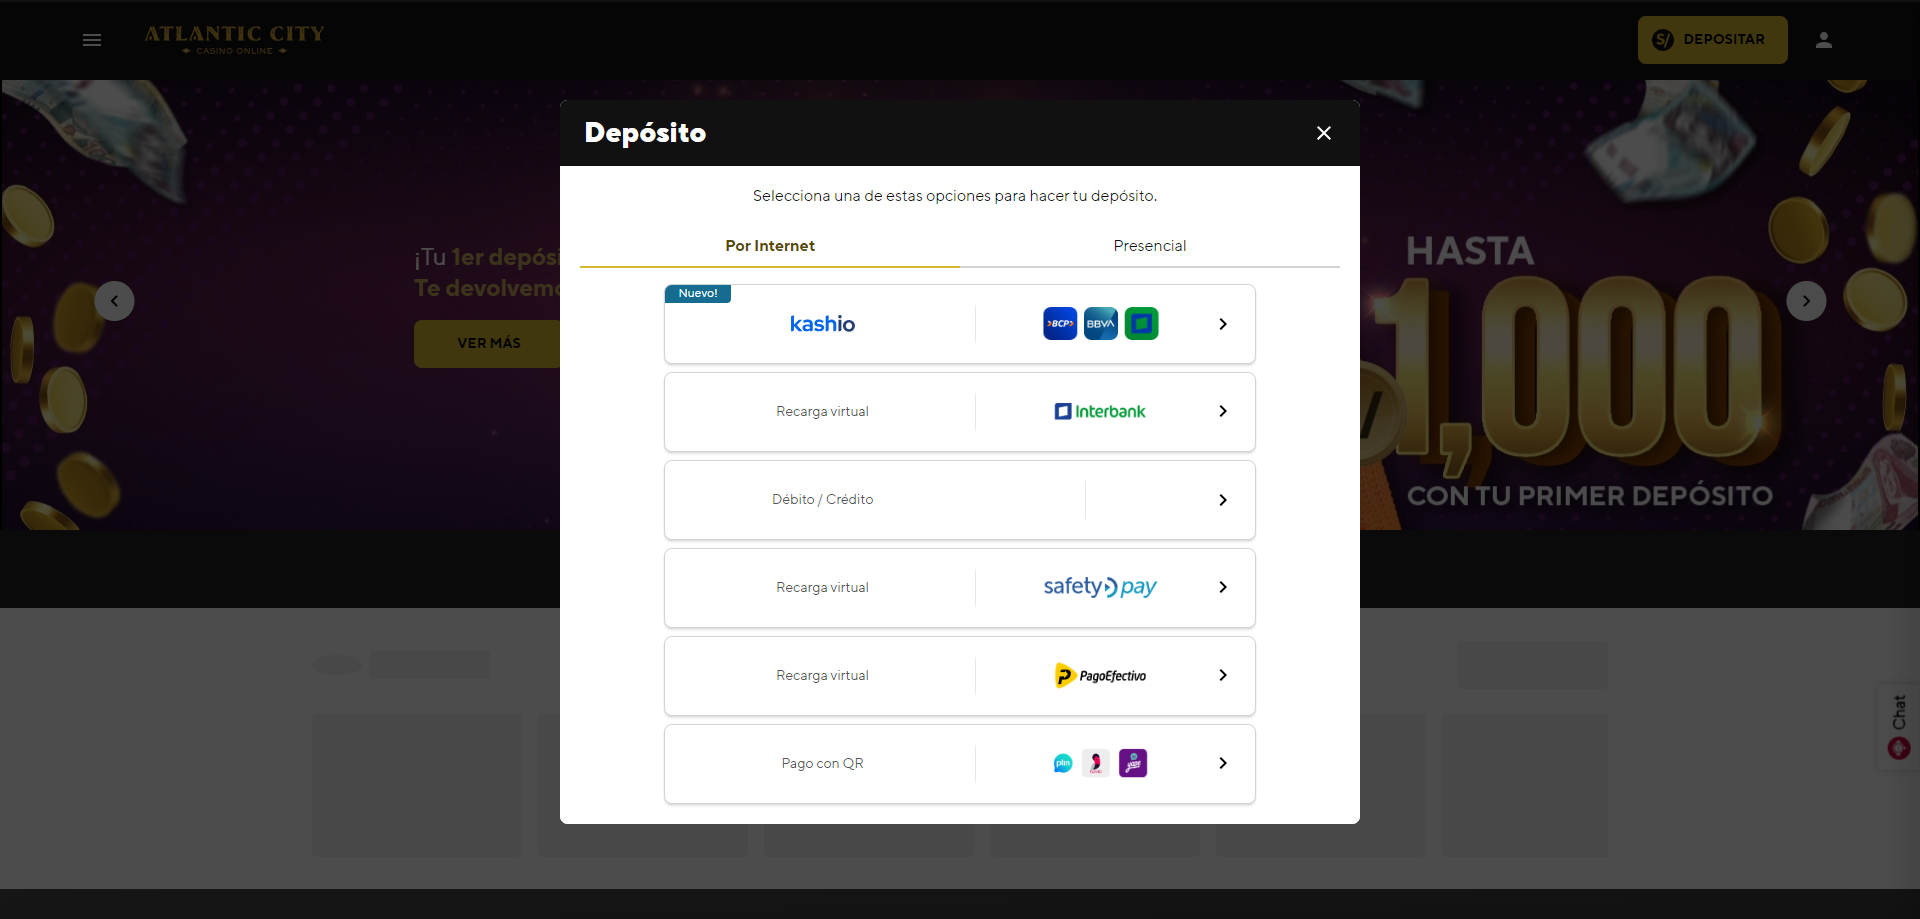 ATLANTIC CITY
CASINO ONLINE
S/ DEPOSITAR
Depósito
Selecciona una de estas opciones para hacer tu depósito.
Por Internet
Presencial
¡Tu 1er depósi
Te devolvemo
VER MÁS
HASTA
1,000
CON TU PRIMER DEPÓSITO
Nuevo!
kashio
BCP
BBVA
Recarga virtual
Interbank
Débito / Crédito
Recarga virtual
safetypay
Recarga virtual
PagoEfectivo
Pago con QR
plin
yape
Chat